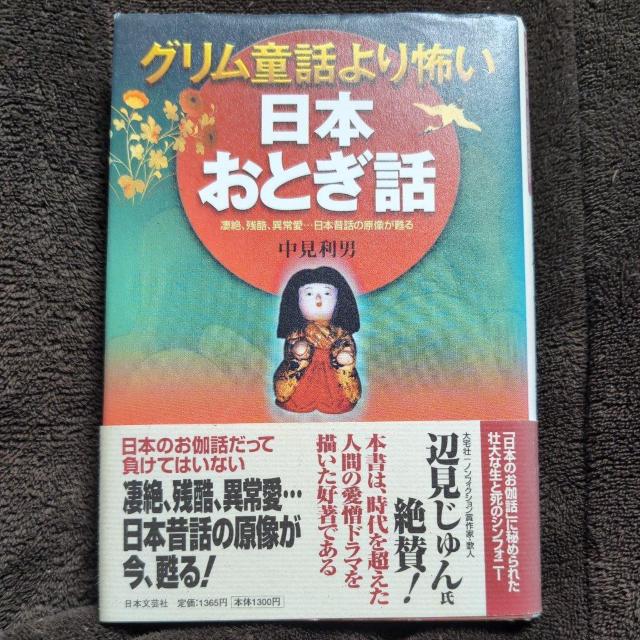 グリム童話より怖い
日本
おとぎ話
凄絶、残酷、異常愛…日本昔話の原像が甦る
中見利男
日本のお伽話だって
負けてはいない
凄絶、残酷、異常愛…
日本昔話の原像が
今、甦る!
日本文芸社 定価:1365円 本体1300円
「日本のお伽話」に秘められた
壮大な生と死のシンフォニー
大宅壮一ノンフィクション賞作家・歌人
辺見じゅん氏
絶賛!
本書は、時代を超えた
人間の愛憎ドラマを
描いた好著である